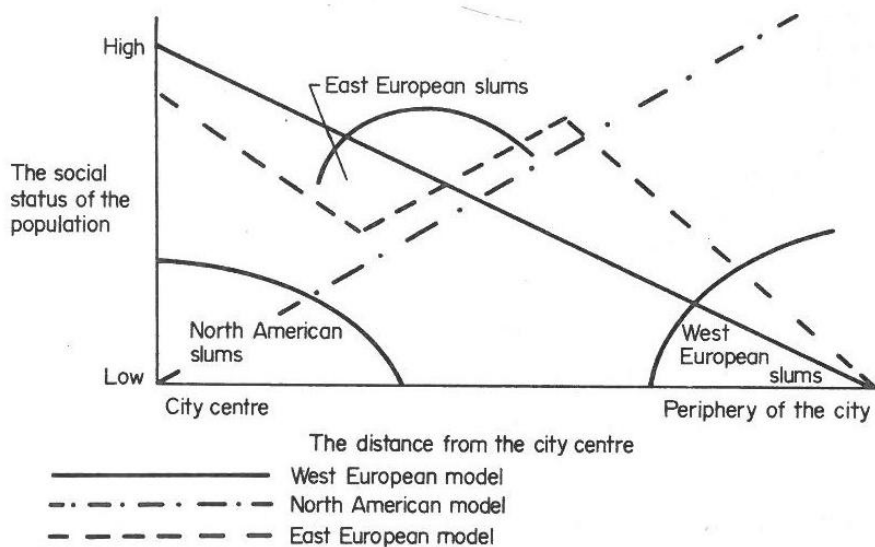 High
East European slums
The social
status of the
population
North American
slums
West
European
slums
Low
City centre
Periphery of the city
The distance from the city centre
West European model
North American model
East European model